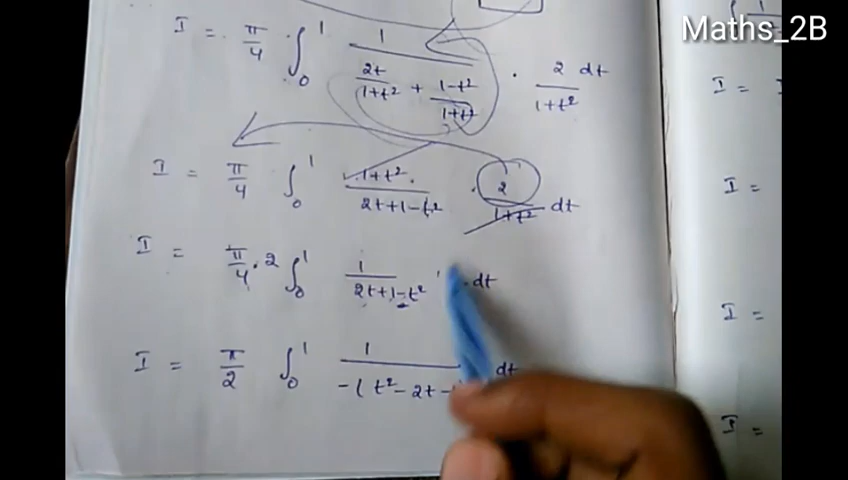 Maths_2B
I = π/4 ∫₀¹ 1/(2t/(1+t²) + (1-t²)/(1+t²)) · 2/(1+t²) dt
I = π/4 ∫₀¹ (1+t²)/(2t+1-t²) · 2/(1+t²) dt
I = π/4 · 2 ∫₀¹ 1/(2t+1-t²) · dt
I = π/2 ∫₀¹ 1/-(t²-2t- dt
I =
I =
I =
I =